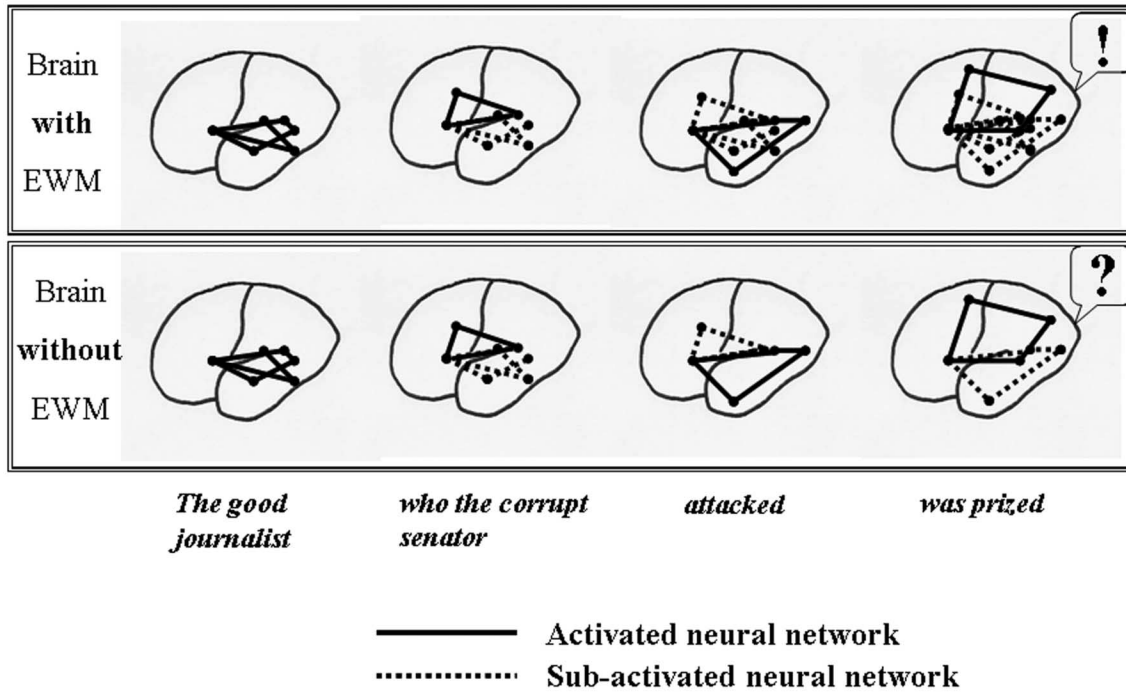 !
Brain
with
EWM
?
Brain
without
EWM
The good
journalist
who the corrupt
senator
attacked
was prized
Activated neural network
Sub-activated neural network